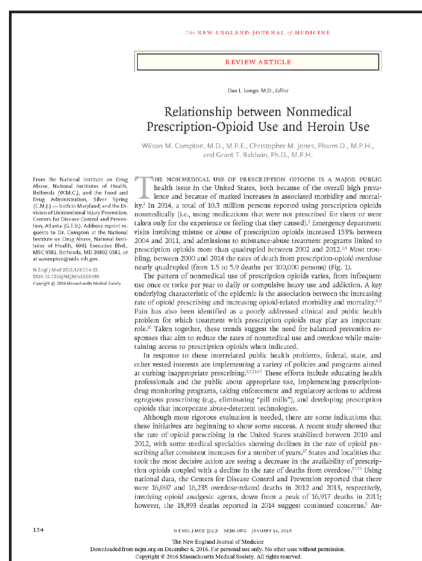 The NEW ENGLAND JOURNAL of MEDICINE
REVIEW ARTICLE
Dan L. Longo, M.D., Editor
Relationship between Nonmedical
Prescription-Opioid Use and Heroin Use
Wilson M. Compton, M.D., M.P.E., Christopher M. Jones, Pharm.D., M.P.H.,
and Grant T. Baldwin, Ph.D., M.P.H.
From the National Institute on Drug
Abuse, National Institutes of Health,
Bethesda (W.M.C.), and the Food and
Drug Administration, Silver Spring
(C.M.J.) — both in Maryland; and the Di-
vision of Unintentional Injury Prevention,
Centers for Disease Control and Preven-
tion, Atlanta (G.T.B.). Address reprint re-
quests to Dr. Compton at the National
Institute on Drug Abuse, National Insti-
tutes of Health, 6001 Executive Blvd.,
MSC 9581, Bethesda, MD 20892-9581, or
at wcompton@nida.nih.gov.
N Engl J Med 2016;374:154-63.
Copyright © 2016 Massachusetts Medical Society.
THE NONMEDICAL USE OF PRESCRIPTION OPIOIDS IS A MAJOR PUBLIC
health issue in the United States, both because of the overall high preva-
lence and because of marked increases in associated morbidity and mortal-
ity. In 2014, a total of 10.3 million persons reported using prescription opioids
nonmedically (i.e., using medications that were not prescribed for them or were
taken only for the experience or feeling that they caused). Emergency department
visits involving misuse or abuse of prescription opioids increased 153% between
2004 and 2011, and admissions to substance-abuse treatment programs linked to
prescription opioids more than quadrupled between 2002 and 2012. Most trou-
bling, between 2000 and 2014 the rates of death from prescription-opioid overdose
nearly quadrupled (from 1.5 to 5.9 deaths per 100,000 persons) (Fig. 1).
The pattern of nonmedical use of prescription opioids varies, from infrequent
use once or twice per year to daily or compulsive heavy use and addiction. A key
underlying characteristic of the epidemic is the association between the increasing
rate of opioid prescribing and increasing opioid-related morbidity and mortality.
Pain has also been identified as a poorly addressed clinical and public health
problem for which treatment with prescription opioids may play an important
role. Taken together, these trends suggest the need for balanced prevention re-
sponses that aim to reduce the rates of nonmedical use and overdose while main-
taining access to prescription opioids when indicated.
In response to these interrelated public health problems, federal, state, and
other vested interests are implementing a variety of policies and programs aimed
at curbing inappropriate prescribing. These efforts include educating health
professionals and the public about appropriate use, implementing prescription-
drug monitoring programs, taking enforcement and regulatory actions to address
egregious prescribing (e.g., eliminating “pill mills”), and developing prescription
opioids that incorporate abuse-deterrent technologies.
Although more rigorous evaluation is needed, there are some indications that
these initiatives are beginning to show some success. A recent study showed that
the rate of opioid prescribing in the United States stabilized between 2010 and
2012, with some medical specialties showing declines in the rate of opioid pre-
scribing after consistent increases for a number of years. States and localities that
took the most decisive action are seeing a decrease in the availability of prescrip-
tion opioids coupled with a decline in the rate of deaths from overdose. Using
national data, the Centers for Disease Control and Prevention reported that there
were 16,007 and 16,235 overdose-related deaths in 2012 and 2013, respectively,
involving opioid analgesic agents, down from a peak of 16,917 deaths in 2011;
however, the 18,893 deaths reported in 2014 suggest continued concerns. An-
154
N ENGL J MED 374;2 NEJM.ORG JANUARY 14, 2016
The New England Journal of Medicine
Downloaded from nejm.org on December 6, 2016. For personal use only. No other uses without permission.
Copyright © 2016 Massachusetts Medical Society. All rights reserved.